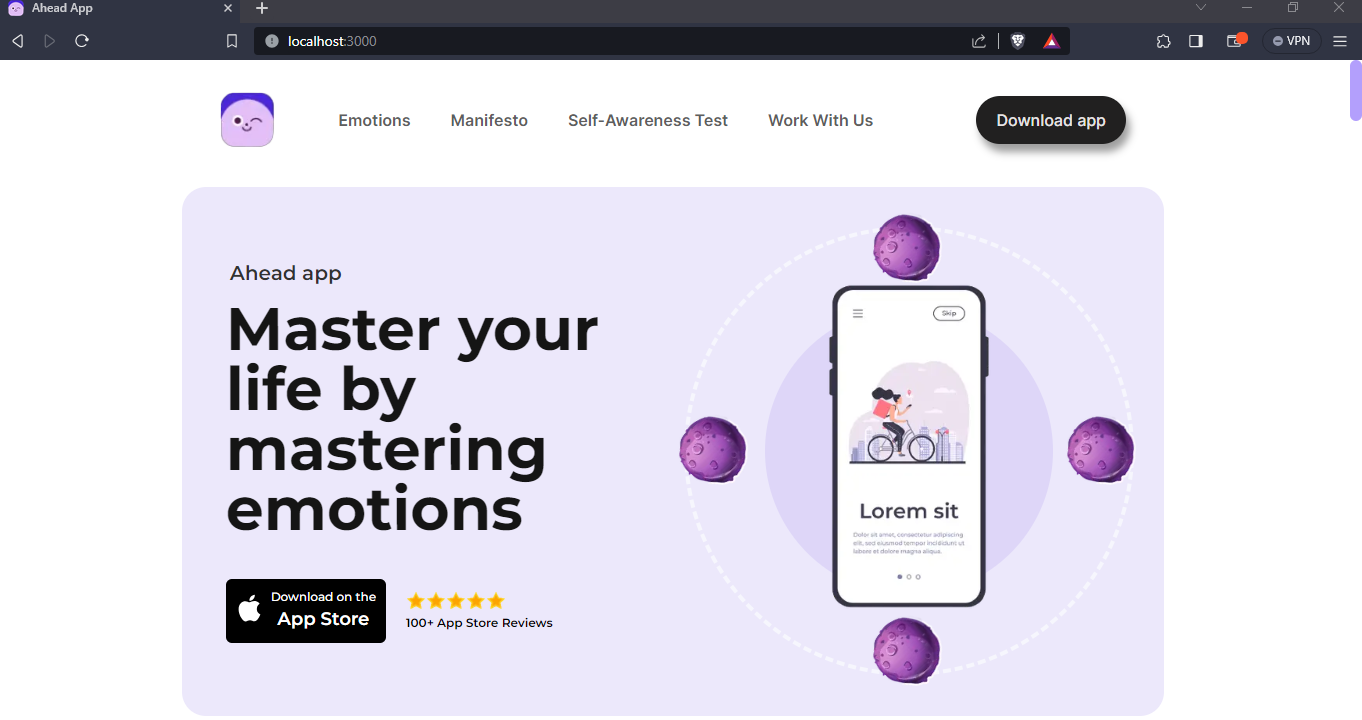 Ahead App
localhost:3000
VPN
Emotions
Manifesto
Self-Awareness Test
Work With Us
Download app
Ahead app
Master your
life by
mastering
emotions
Download on the
App Store
100+ App Store Reviews
Skip
Lorem sit
Dolor sit amet, consectetur adipiscing
elit, sed eiusmod tempor incididunt ut
labore et dolore magna aliqua.